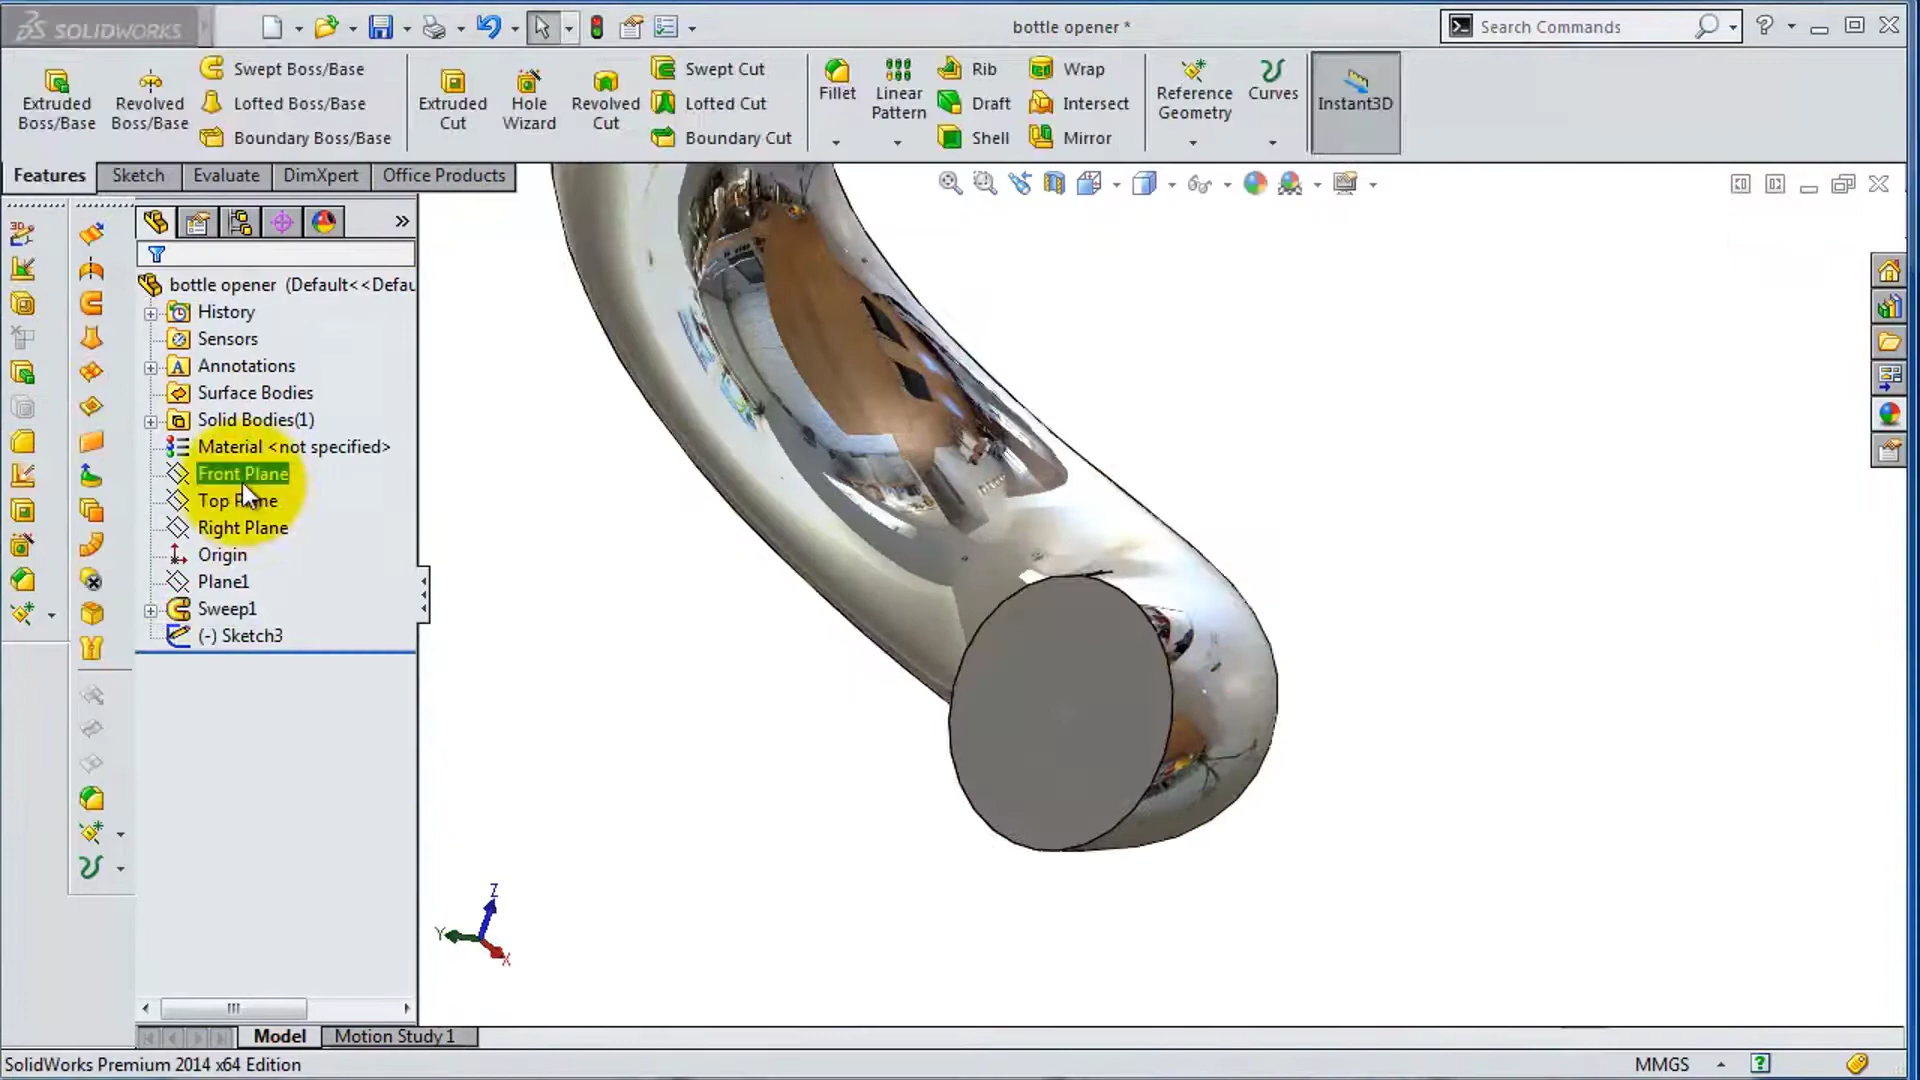 SOLIDWORKS
bottle opener *
Search Commands
Extruded Boss/Base
Revolved Boss/Base
Swept Boss/Base
Lofted Boss/Base
Boundary Boss/Base
Extruded Cut
Hole Wizard
Revolved Cut
Swept Cut
Lofted Cut
Boundary Cut
Fillet
Linear Pattern
Rib
Draft
Shell
Wrap
Intersect
Mirror
Reference Geometry
Curves
Instant3D
Features
Sketch
Evaluate
DimXpert
Office Products
bottle opener (Default<<Defau
History
Sensors
Annotations
Surface Bodies
Solid Bodies(1)
Material <not specified>
Front Plane
Top Plane
Right Plane
Origin
Plane1
Sweep1
(-) Sketch3
Z
Y
X
Model
Motion Study 1
SolidWorks Premium 2014 x64 Edition
MMGS